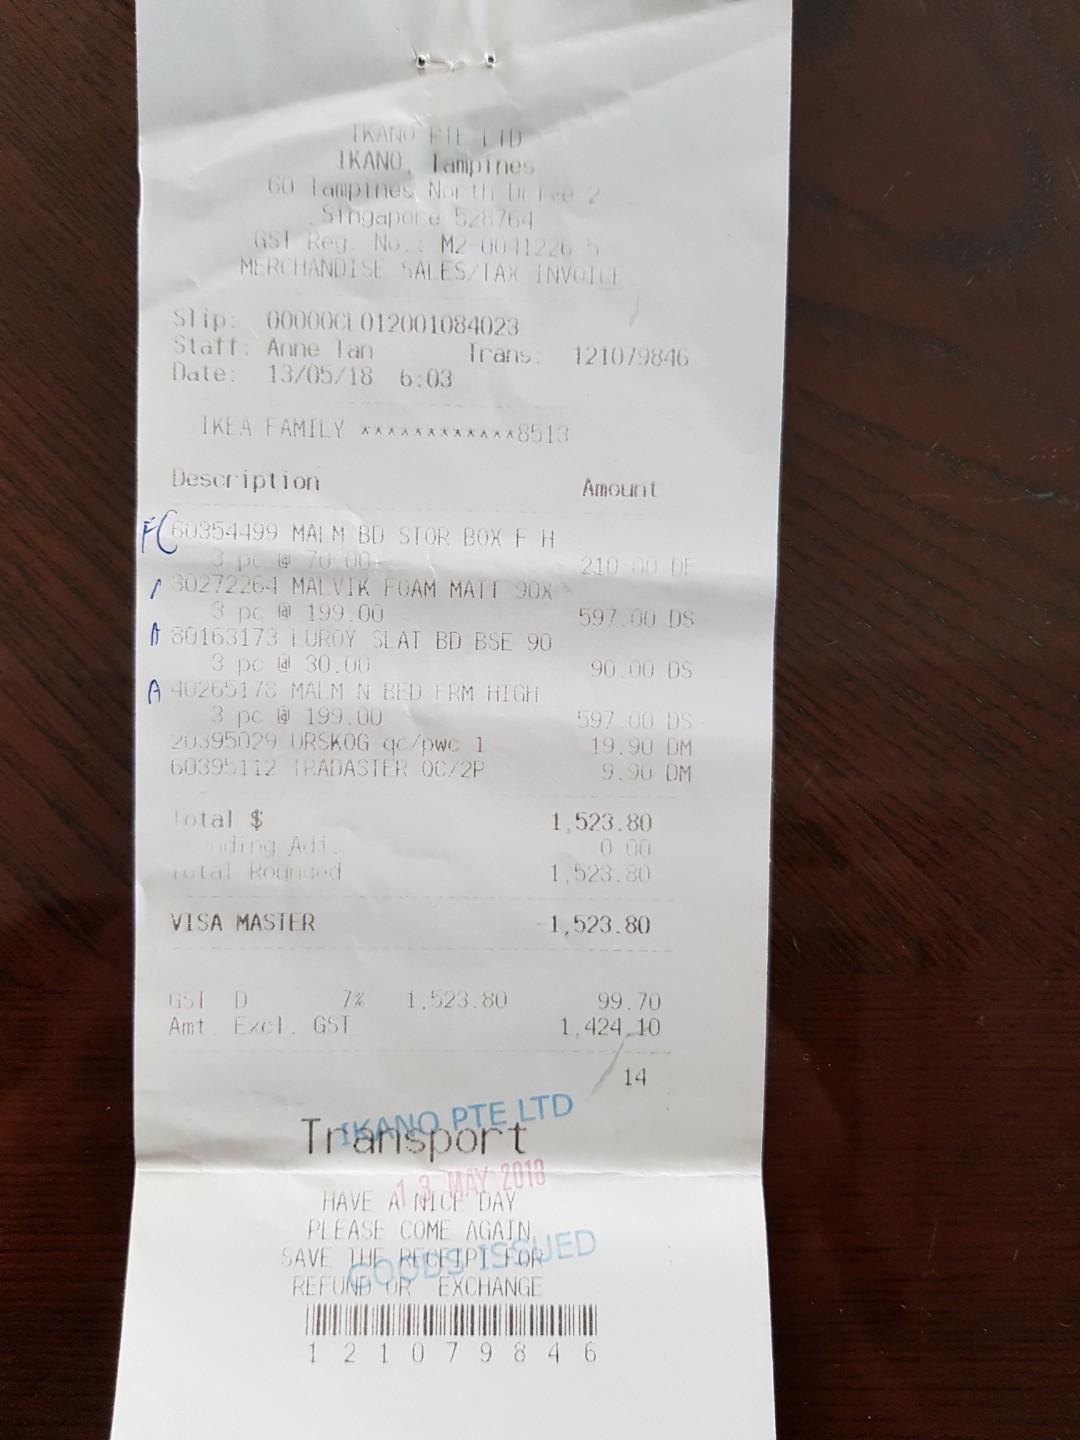 IKANO PTE LTD
IKANO, Tampines
60 Tampines North Drive 2
Singapore 528764
GST Reg. No.: M2-0041226-5
MERCHANDISE SALES/TAX INVOICE
Slip: 00000CL012001084023
Staff: Anne Tan Trans: 121079846
Date: 13/05/18 6:03
IKEA FAMILY ************8513
Description Amount
FC 60354499 MALM BD STOR BOX F H
3 pc @ 70.00 210.00 DF
30272264 MALVIK FOAM MATT 90X
3 pc @ 199.00 597.00 DS
A 80163173 LUROY SLAT BD BSE 90
3 pc @ 30.00 90.00 DS
A 40265178 MALM N BED FRM HIGH
3 pc @ 199.00 597.00 DS
20395029 URSKOG qc/pwc 1 19.90 DM
60395112 TRADASTER QC/2P 9.90 DM
Total $ 1,523.80
nding Adj. 0.00
Total Rounded 1,523.80
VISA MASTER -1,523.80
GST D 7% 1,523.80 99.70
Amt. Excl. GST 1,424.10
14
IKANO PTE LTD
Transport
13 MAY 2018
HAVE A NICE DAY
PLEASE COME AGAIN
GOODS ISSUED
SAVE THE RECEIPT FOR
REFUND OR EXCHANGE
1 2 1 0 7 9 8 4 6